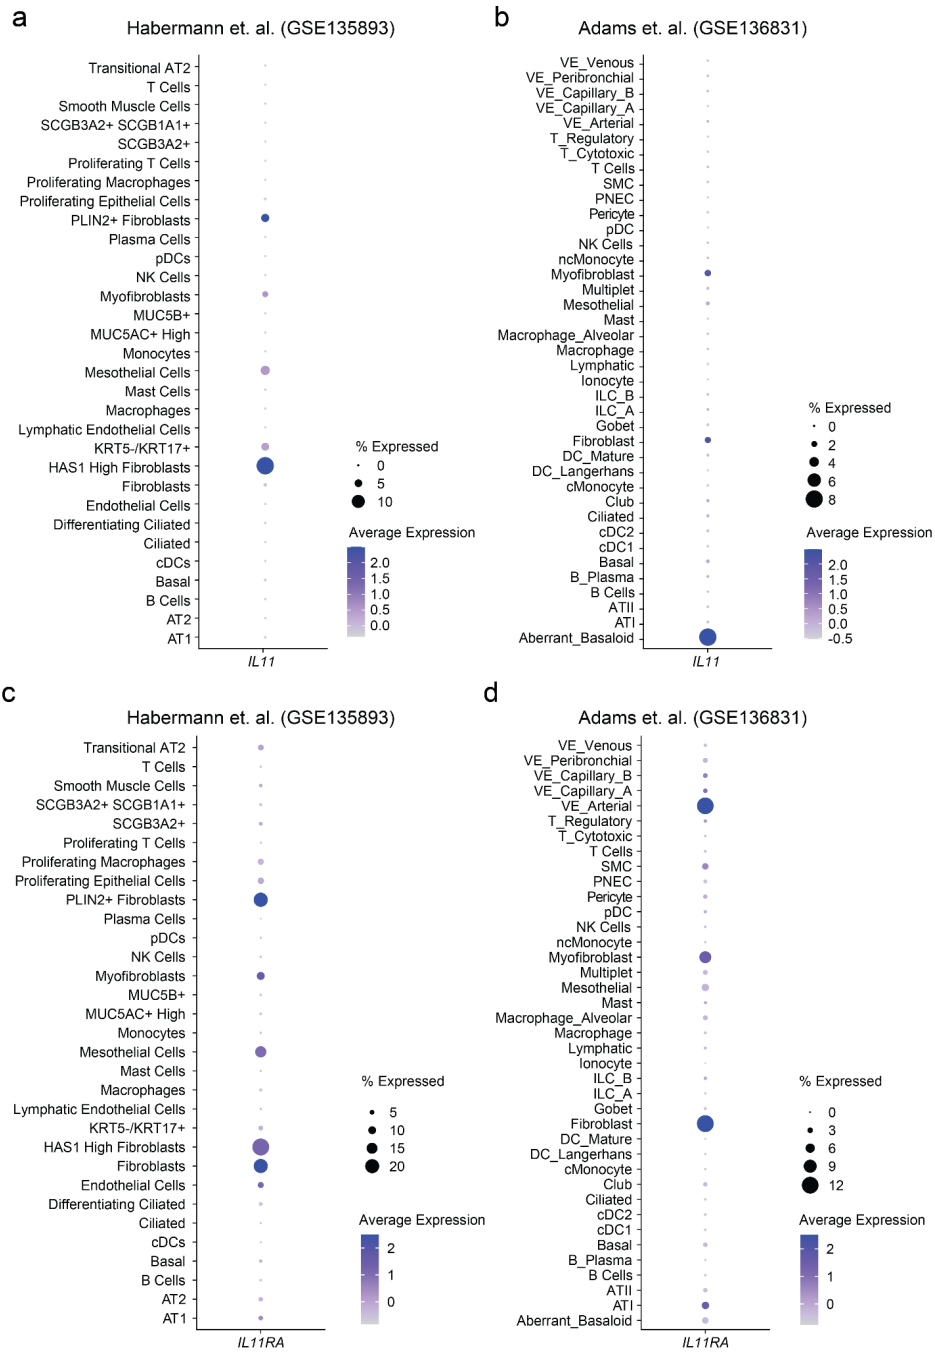 a
Habermann et. al. (GSE135893)
Transitional AT2
T Cells
Smooth Muscle Cells
SCGB3A2+ SCGB1A1+
SCGB3A2+
Proliferating T Cells
Proliferating Macrophages
Proliferating Epithelial Cells
PLIN2+ Fibroblasts
Plasma Cells
pDCs
NK Cells
Myofibroblasts
MUC5B+
MUC5AC+ High
Monocytes
Mesothelial Cells
Mast Cells
Macrophages
Lymphatic Endothelial Cells
KRT5-/KRT17+
HAS1 High Fibroblasts
Fibroblasts
Endothelial Cells
Differentiating Ciliated
Ciliated
cDCs
Basal
B Cells
AT2
AT1
IL11
% Expressed
0
5
10
Average Expression
2.0
1.5
1.0
0.5
0.0
b
Adams et. al. (GSE136831)
VE_Venous
VE_Peribronchial
VE_Capillary_B
VE_Capillary_A
VE_Arterial
T_Regulatory
T_Cytotoxic
T Cells
SMC
PNEC
Pericyte
pDC
NK Cells
ncMonocyte
Myofibroblast
Multiplet
Mesothelial
Mast
Macrophage_Alveolar
Macrophage
Lymphatic
Ionocyte
ILC_B
ILC_A
Gobet
Fibroblast
DC_Mature
DC_Langerhans
cMonocyte
Club
Ciliated
cDC2
cDC1
Basal
B_Plasma
B Cells
ATII
ATI
Aberrant_Basaloid
IL11
% Expressed
0
2
4
6
8
Average Expression
2.0
1.5
1.0
0.5
0.0
-0.5
c
Habermann et. al. (GSE135893)
Transitional AT2
T Cells
Smooth Muscle Cells
SCGB3A2+ SCGB1A1+
SCGB3A2+
Proliferating T Cells
Proliferating Macrophages
Proliferating Epithelial Cells
PLIN2+ Fibroblasts
Plasma Cells
pDCs
NK Cells
Myofibroblasts
MUC5B+
MUC5AC+ High
Monocytes
Mesothelial Cells
Mast Cells
Macrophages
Lymphatic Endothelial Cells
KRT5-/KRT17+
HAS1 High Fibroblasts
Fibroblasts
Endothelial Cells
Differentiating Ciliated
Ciliated
cDCs
Basal
B Cells
AT2
AT1
IL11RA
% Expressed
5
10
15
20
Average Expression
2
1
0
d
Adams et. al. (GSE136831)
VE_Venous
VE_Peribronchial
VE_Capillary_B
VE_Capillary_A
VE_Arterial
T_Regulatory
T_Cytotoxic
T Cells
SMC
PNEC
Pericyte
pDC
NK Cells
ncMonocyte
Myofibroblast
Multiplet
Mesothelial
Mast
Macrophage_Alveolar
Macrophage
Lymphatic
Ionocyte
ILC_B
ILC_A
Gobet
Fibroblast
DC_Mature
DC_Langerhans
cMonocyte
Club
Ciliated
cDC2
cDC1
Basal
B_Plasma
B Cells
ATII
ATI
Aberrant_Basaloid
IL11RA
% Expressed
0
3
6
9
12
Average Expression
2
1
0